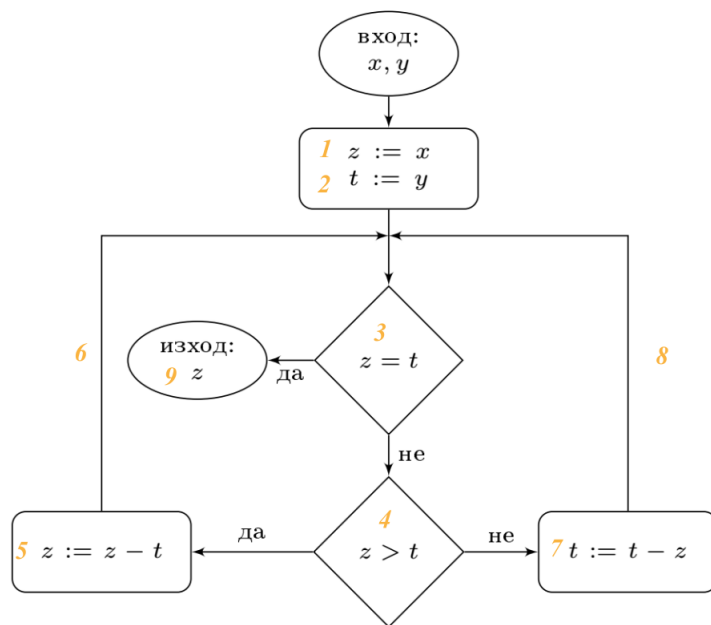 вход:
x, y
1 z := x
2 t := y
3
z = t
да
не
изход:
9 z
6
8
4
z > t
да
не
5 z := z − t
7 t := t − z